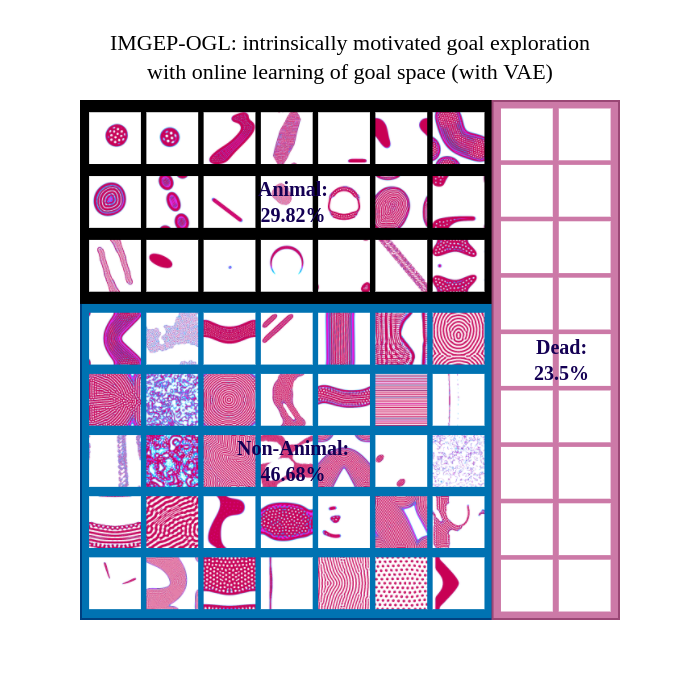 IMGEP-OGL: intrinsically motivated goal exploration
with online learning of goal space (with VAE)
Animal:
29.82%
Dead:
23.5%
Non-Animal:
46.68%